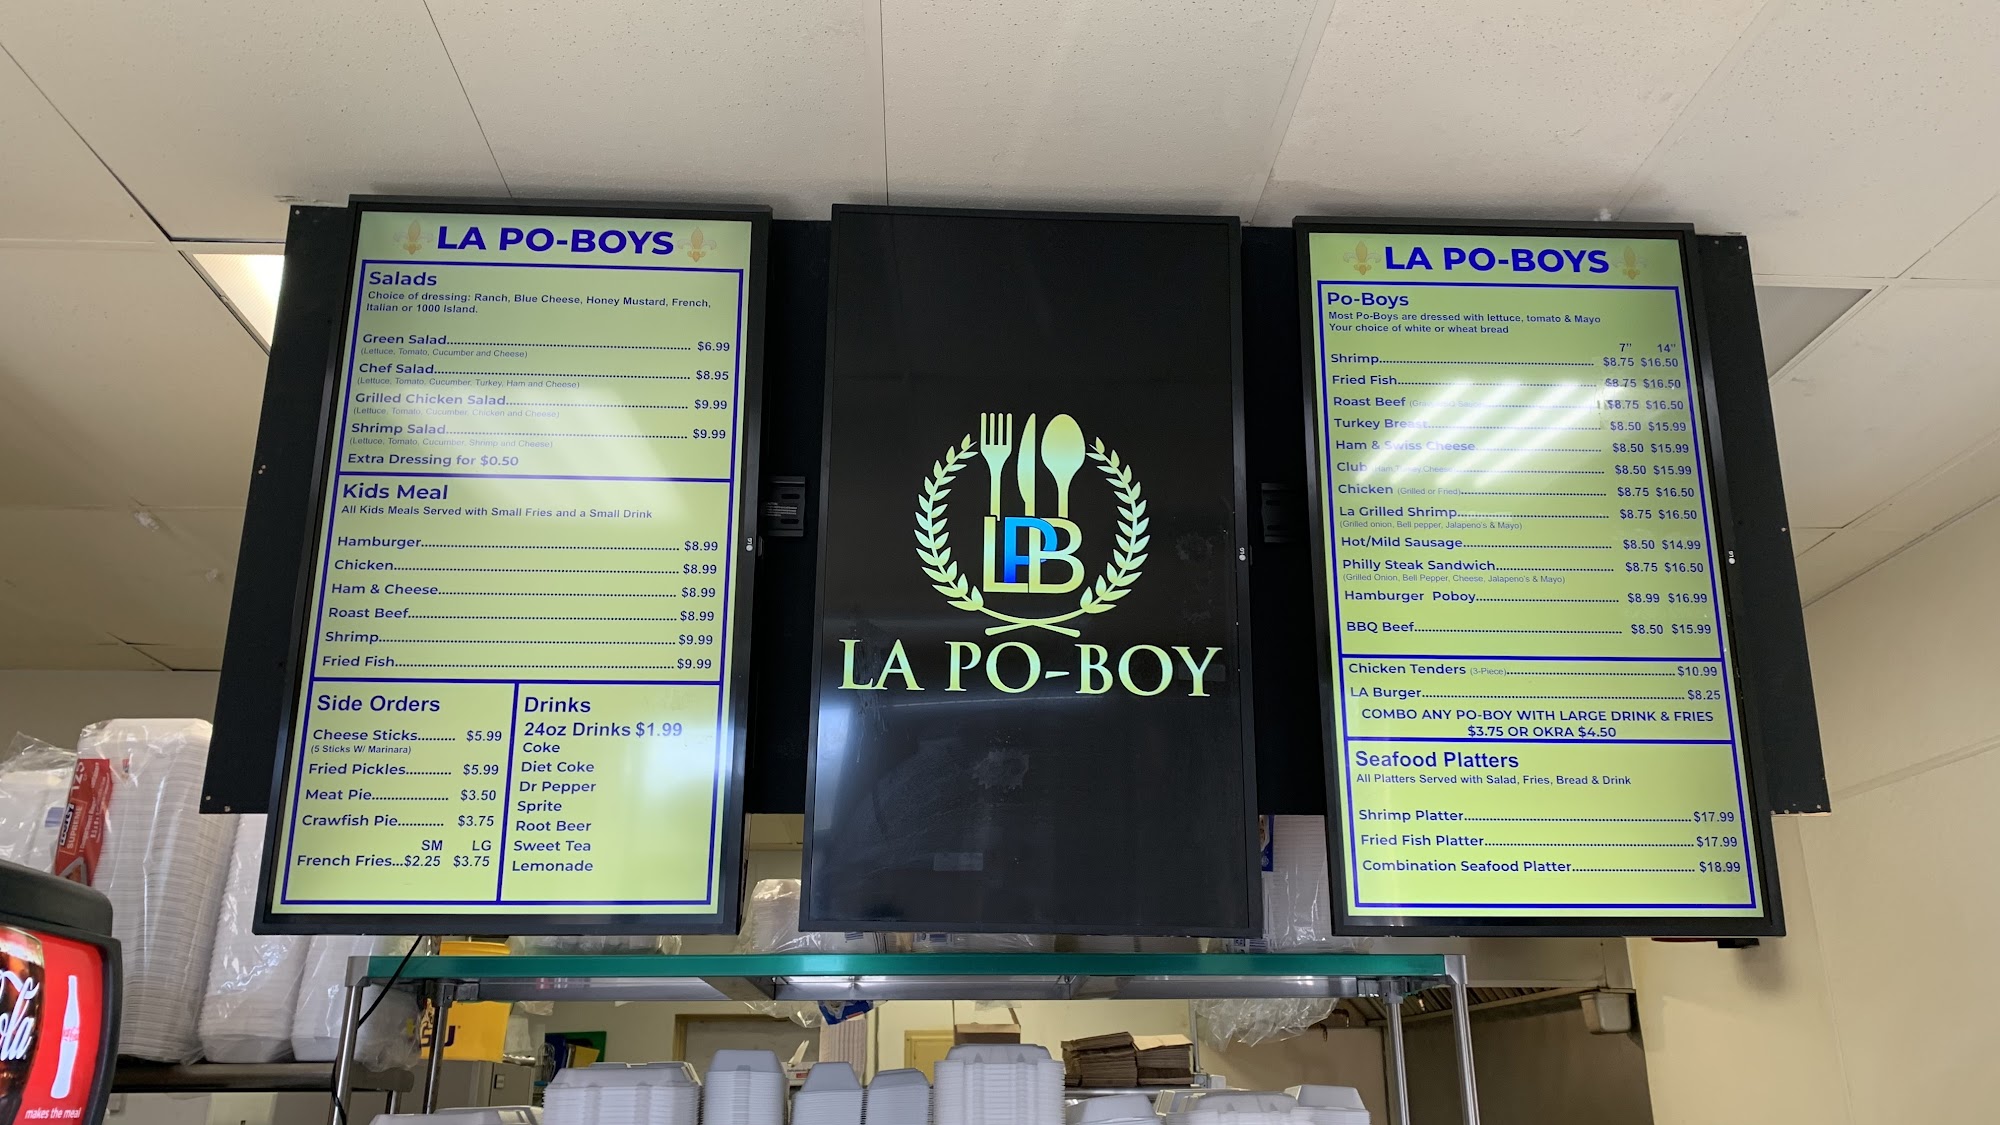 LA PO-BOYS
Salads
Choice of dressing: Ranch, Blue Cheese, Honey Mustard, French,
Italian or 1000 Island.
Green Salad $6.99
(Lettuce, Tomato, Cucumber and Cheese)
Chef Salad $8.95
(Lettuce, Tomato, Cucumber, Turkey, Ham and Cheese)
Grilled Chicken Salad $9.99
(Lettuce, Tomato, Cucumber, Chicken and Cheese)
Shrimp Salad $9.99
(Lettuce, Tomato, Cucumber, Shrimp and Cheese)
Extra Dressing for $0.50
Kids Meal
All Kids Meals Served with Small Fries and a Small Drink
Hamburger $8.99
Chicken $8.99
Ham & Cheese $8.99
Roast Beef $8.99
Shrimp $9.99
Fried Fish $9.99
Side Orders
Cheese Sticks $5.99
(5 Sticks W/ Marinara)
Fried Pickles $5.99
Meat Pie $3.50
Crawfish Pie $3.75
SM LG
French Fries...$2.25 $3.75
Drinks
24oz Drinks $1.99
Coke
Diet Coke
Dr Pepper
Sprite
Root Beer
Sweet Tea
Lemonade
LPB
LA PO-BOY
LA PO-BOYS
Po-Boys
Most Po-Boys are dressed with lettuce, tomato & Mayo
Your choice of white or wheat bread
7" 14"
Shrimp $8.75 $16.50
Fried Fish $8.75 $16.50
Roast Beef $8.75 $16.50
Turkey Breast $8.50 $15.99
Ham & Swiss Cheese $8.50 $15.99
Club (Ham, Turkey, Cheese) $8.50 $15.99
Chicken (Grilled or Fried) $8.75 $16.50
La Grilled Shrimp $8.75 $16.50
(Grilled onion, Bell pepper, Jalapeno's & Mayo)
Hot/Mild Sausage $8.50 $14.99
Philly Steak Sandwich $8.75 $16.50
(Grilled Onion, Bell Pepper, Cheese, Jalapeno's & Mayo)
Hamburger Poboy $8.99 $16.99
BBQ Beef $8.50 $15.99
Chicken Tenders (3-Piece) $10.99
LA Burger $8.25
COMBO ANY PO-BOY WITH LARGE DRINK & FRIES
$3.75 OR OKRA $4.50
Seafood Platters
All Platters Served with Salad, Fries, Bread & Drink
Shrimp Platter $17.99
Fried Fish Platter $17.99
Combination Seafood Platter $18.99
LG
LG
LG
makes the meal